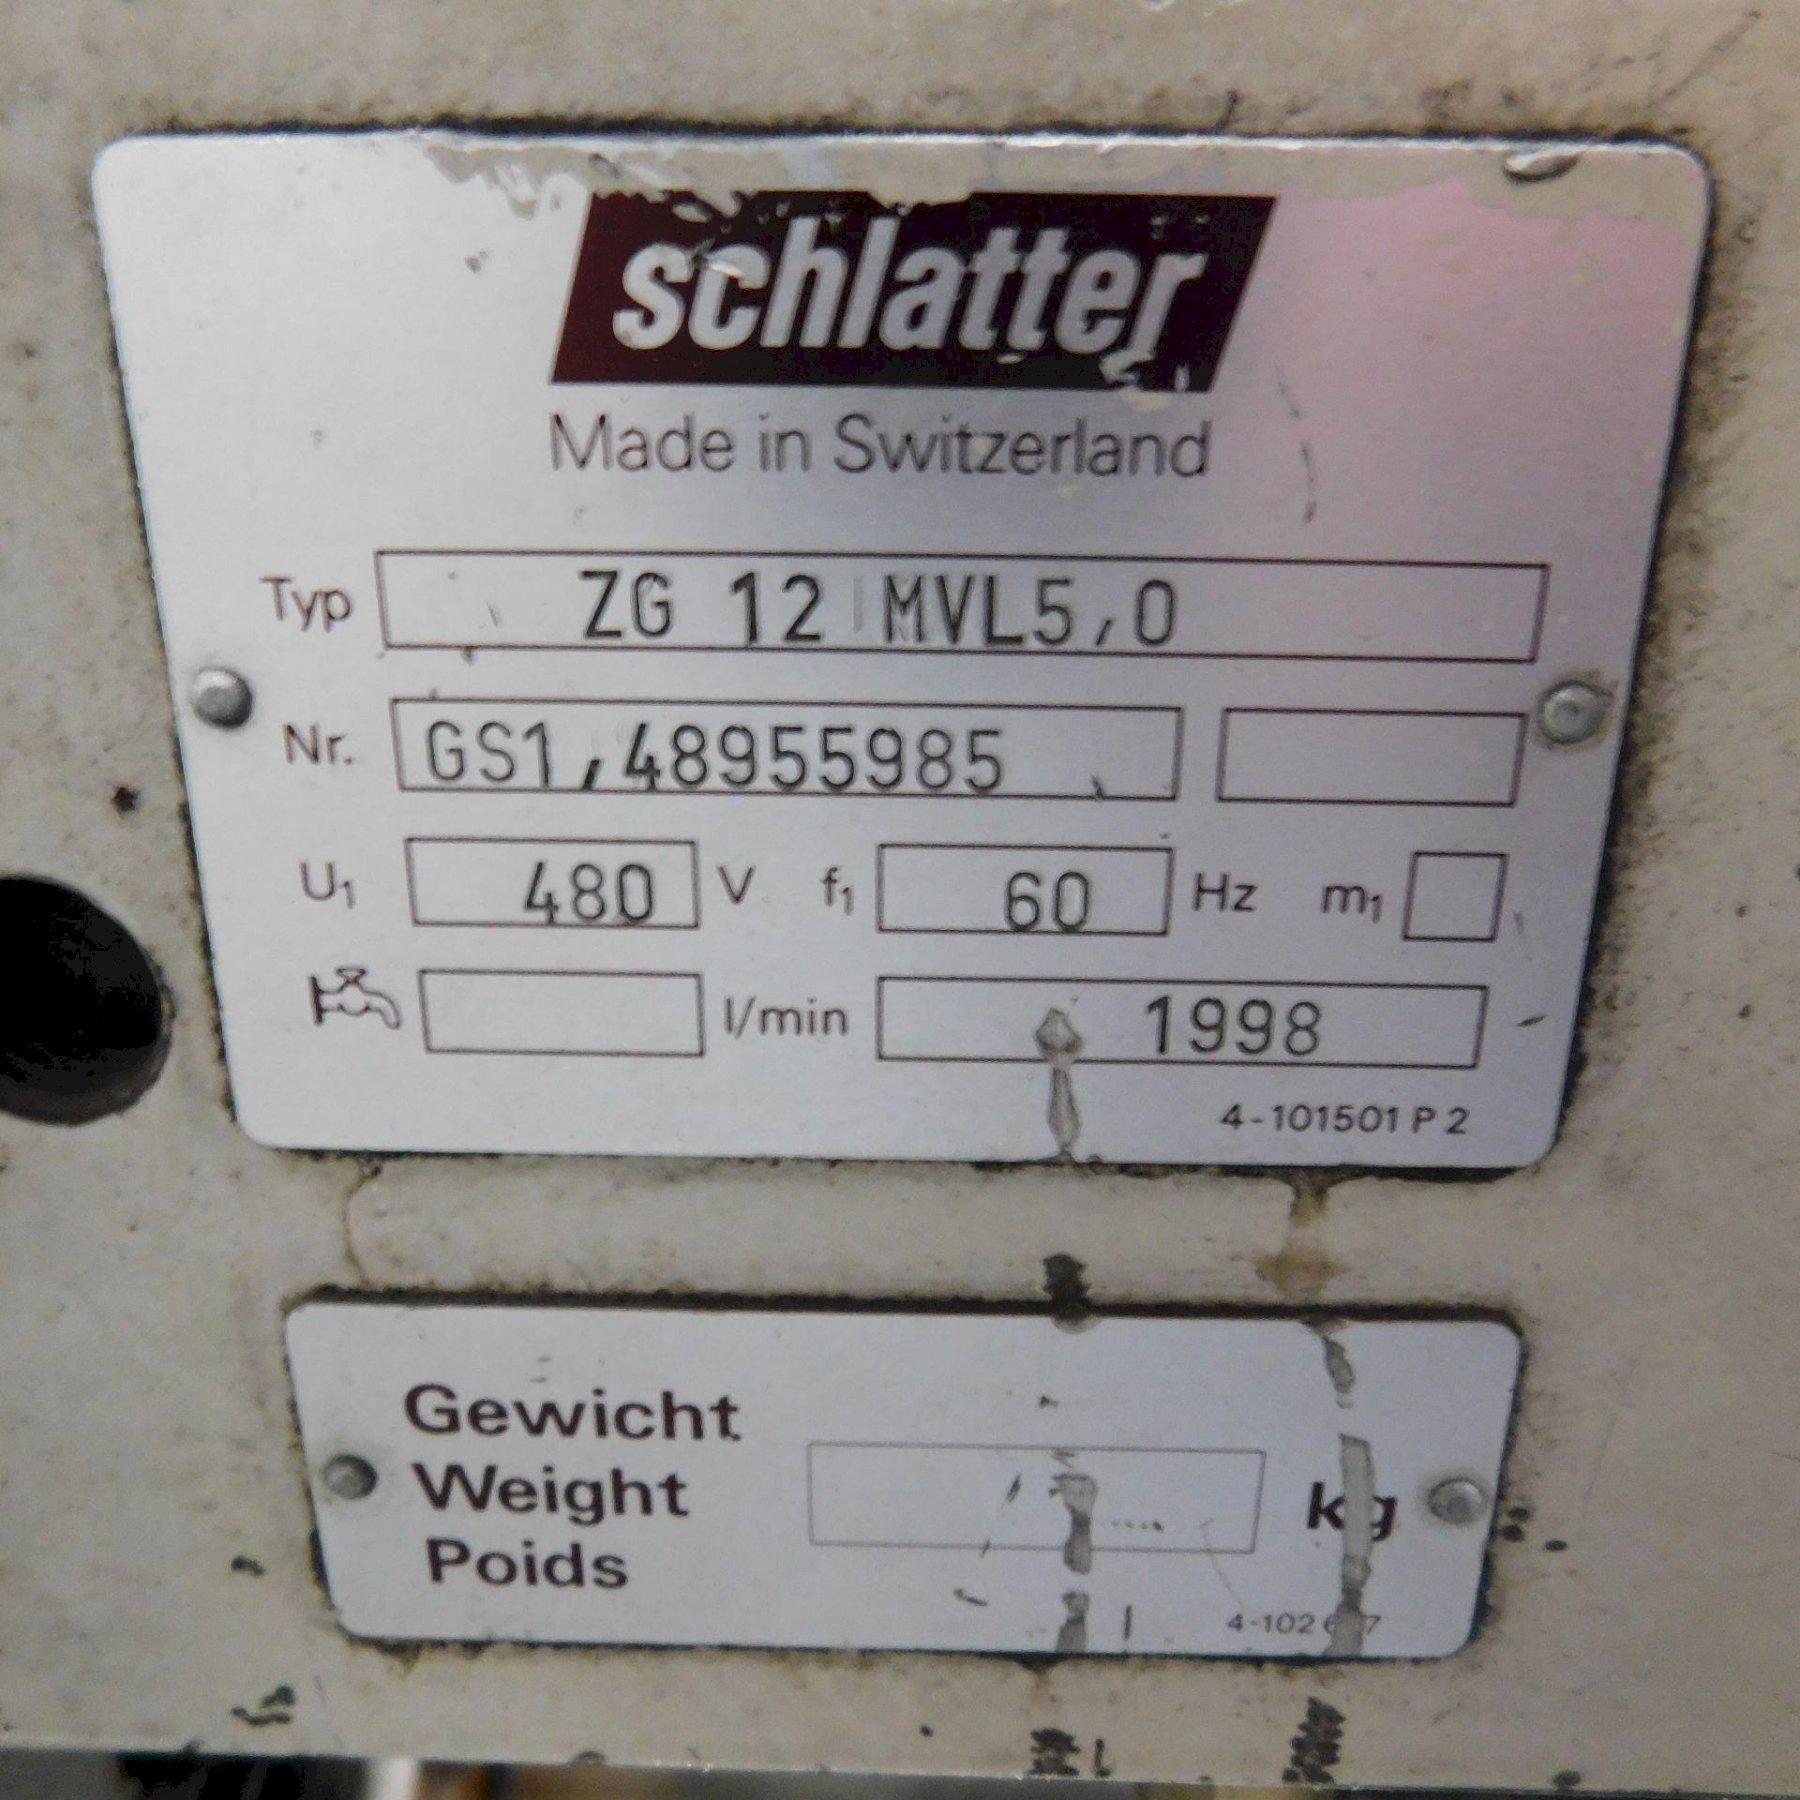 schlatter
Made in Switzerland
Typ ZG 12 MVL5,0
Nr. GS1,48955985
U1 480 V f1 60 Hz m1
l/min 1998
4-101501 P 2
Gewicht
Weight kg
Poids